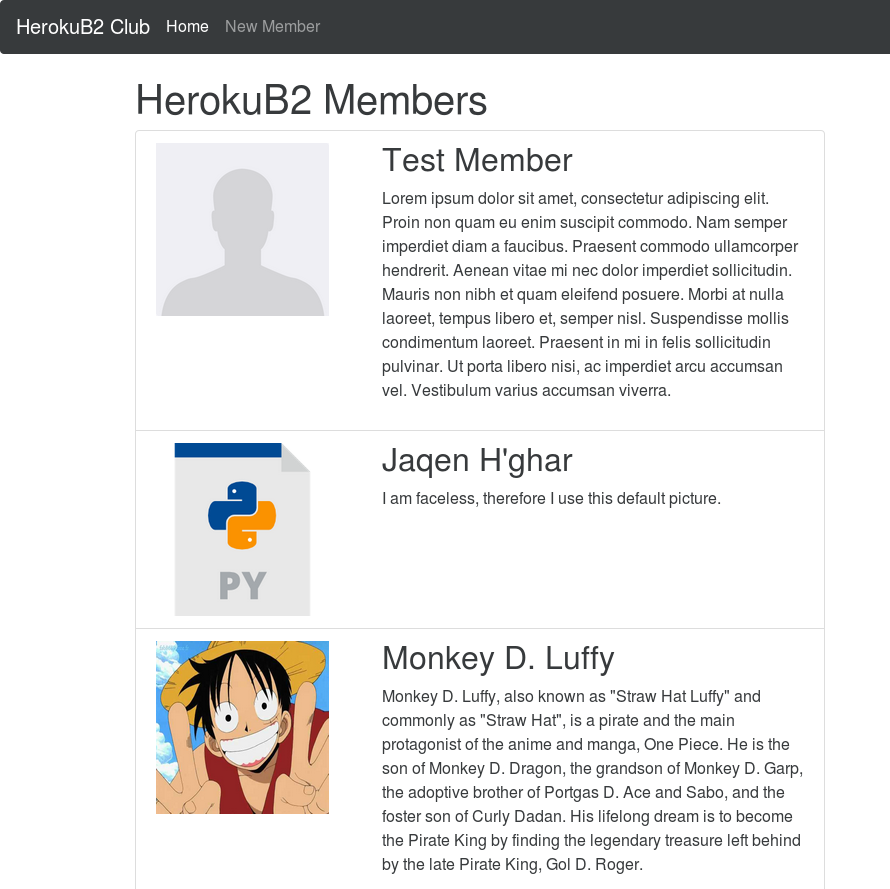 HerokuB2 Club Home New Member
HerokuB2 Members
Test Member
Lorem ipsum dolor sit amet, consectetur adipiscing elit.
Proin non quam eu enim suscipit commodo. Nam semper
imperdiet diam a faucibus. Praesent commodo ullamcorper
hendrerit. Aenean vitae mi nec dolor imperdiet sollicitudin.
Mauris non nibh et quam eleifend posuere. Morbi at nulla
laoreet, tempus libero et, semper nisl. Suspendisse mollis
condimentum laoreet. Praesent in mi in felis sollicitudin
pulvinar. Ut porta libero nisi, ac imperdiet arcu accumsan
vel. Vestibulum varius accumsan viverra.
PY
Jaqen H'ghar
I am faceless, therefore I use this default picture.
Monkey D. Luffy
Monkey D. Luffy, also known as "Straw Hat Luffy" and
commonly as "Straw Hat", is a pirate and the main
protagonist of the anime and manga, One Piece. He is the
son of Monkey D. Dragon, the grandson of Monkey D. Garp,
the adoptive brother of Portgas D. Ace and Sabo, and the
foster son of Curly Dadan. His lifelong dream is to become
the Pirate King by finding the legendary treasure left behind
by the late Pirate King, Gol D. Roger.